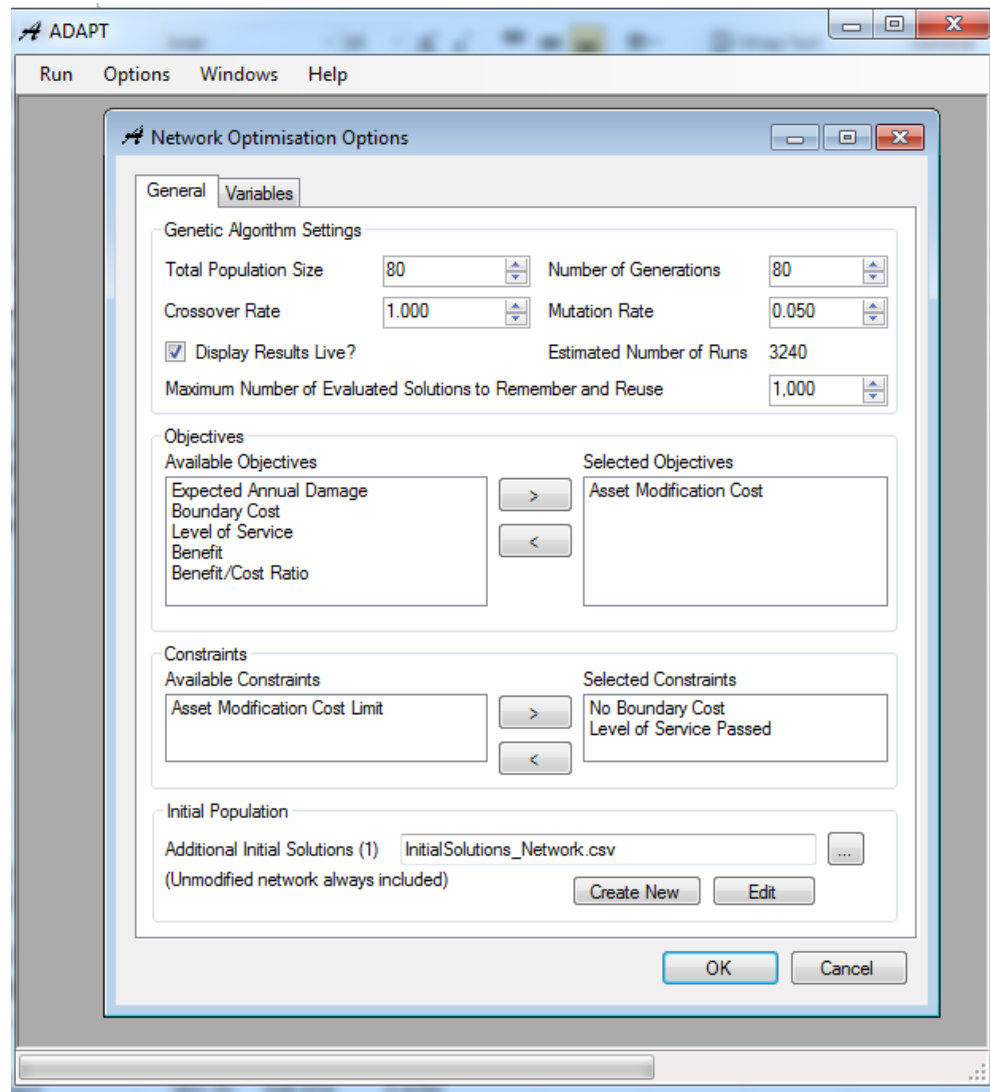 ADAPT
Run Options Windows Help
Network Optimisation Options
General Variables
Genetic Algorithm Settings
Total Population Size 80 Number of Generations 80
Crossover Rate 1.000 Mutation Rate 0.050
Display Results Live? Estimated Number of Runs 3240
Maximum Number of Evaluated Solutions to Remember and Reuse 1,000
Objectives
Available Objectives Selected Objectives
Expected Annual Damage > Asset Modification Cost
Boundary Cost
Level of Service
Benefit <
Benefit/Cost Ratio
Constraints
Available Constraints Selected Constraints
Asset Modification Cost Limit > No Boundary Cost
Level of Service Passed
<
Initial Population
Additional Initial Solutions (1) InitialSolutions_Network.csv ...
(Unmodified network always included) Create New Edit
OK Cancel